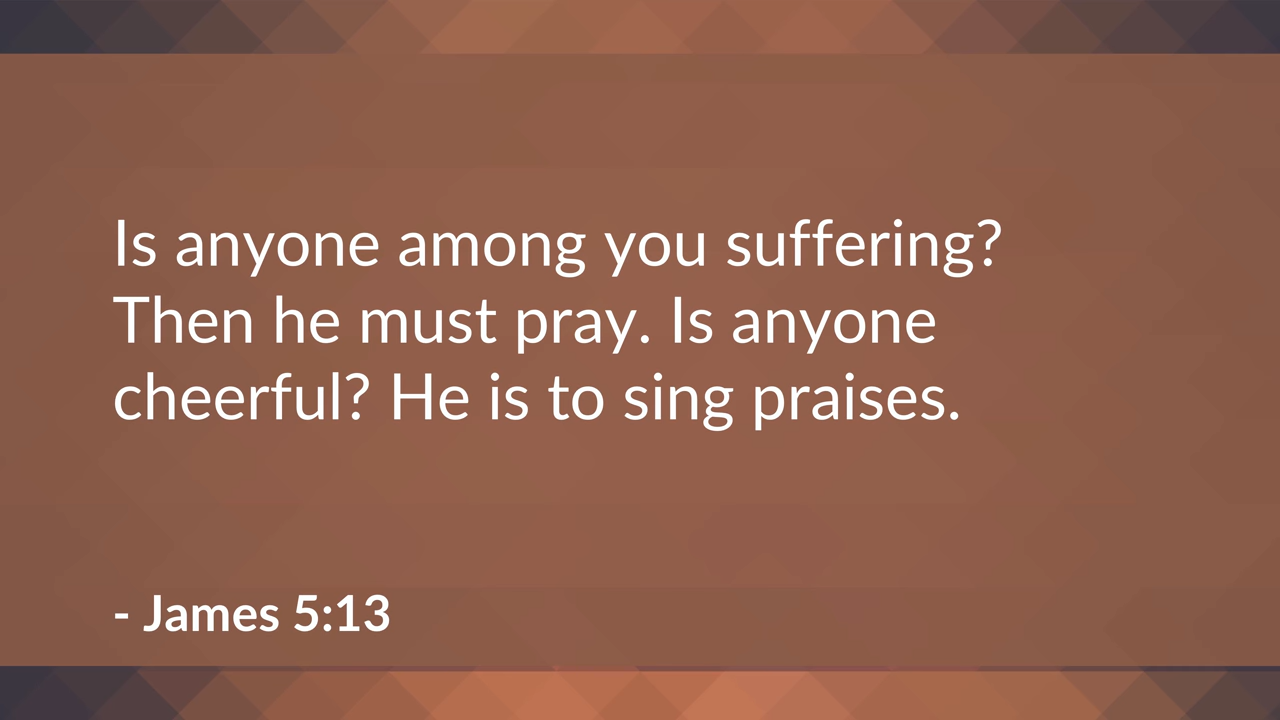 Is anyone among you suffering?
Then he must pray. Is anyone
cheerful? He is to sing praises.
- James 5:13